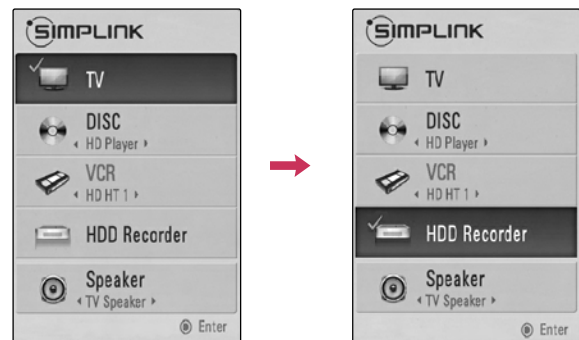 SIMPLINK
TV
DISC
◄ HD Player ►
VCR
◄ HD HT 1 ►
HDD Recorder
Speaker
◄ TV Speaker ►
Enter
SIMPLINK
TV
DISC
◄ HD Player ►
VCR
◄ HD HT 1 ►
HDD Recorder
Speaker
◄ TV Speaker ►
Enter